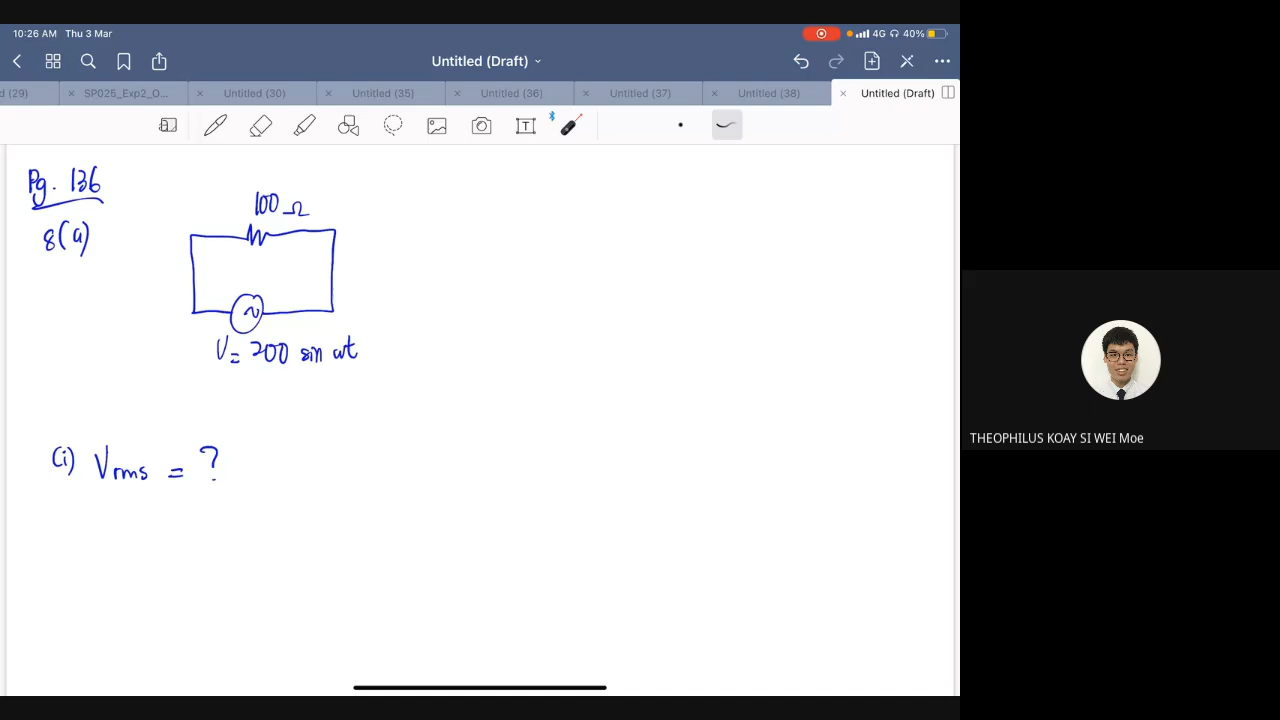 10:26 AM Thu 3 Mar
4G 40%
Untitled (Draft)
d (29)
SP025_Exp2_O...
Untitled (30)
Untitled (35)
Untitled (36)
Untitled (37)
Untitled (38)
Untitled (Draft)
T
Pg. 136
8(a)
100 Ω
V = 200 sin ωt
(i) Vrms = ?
THEOPHILUS KOAY SI WEI Moe